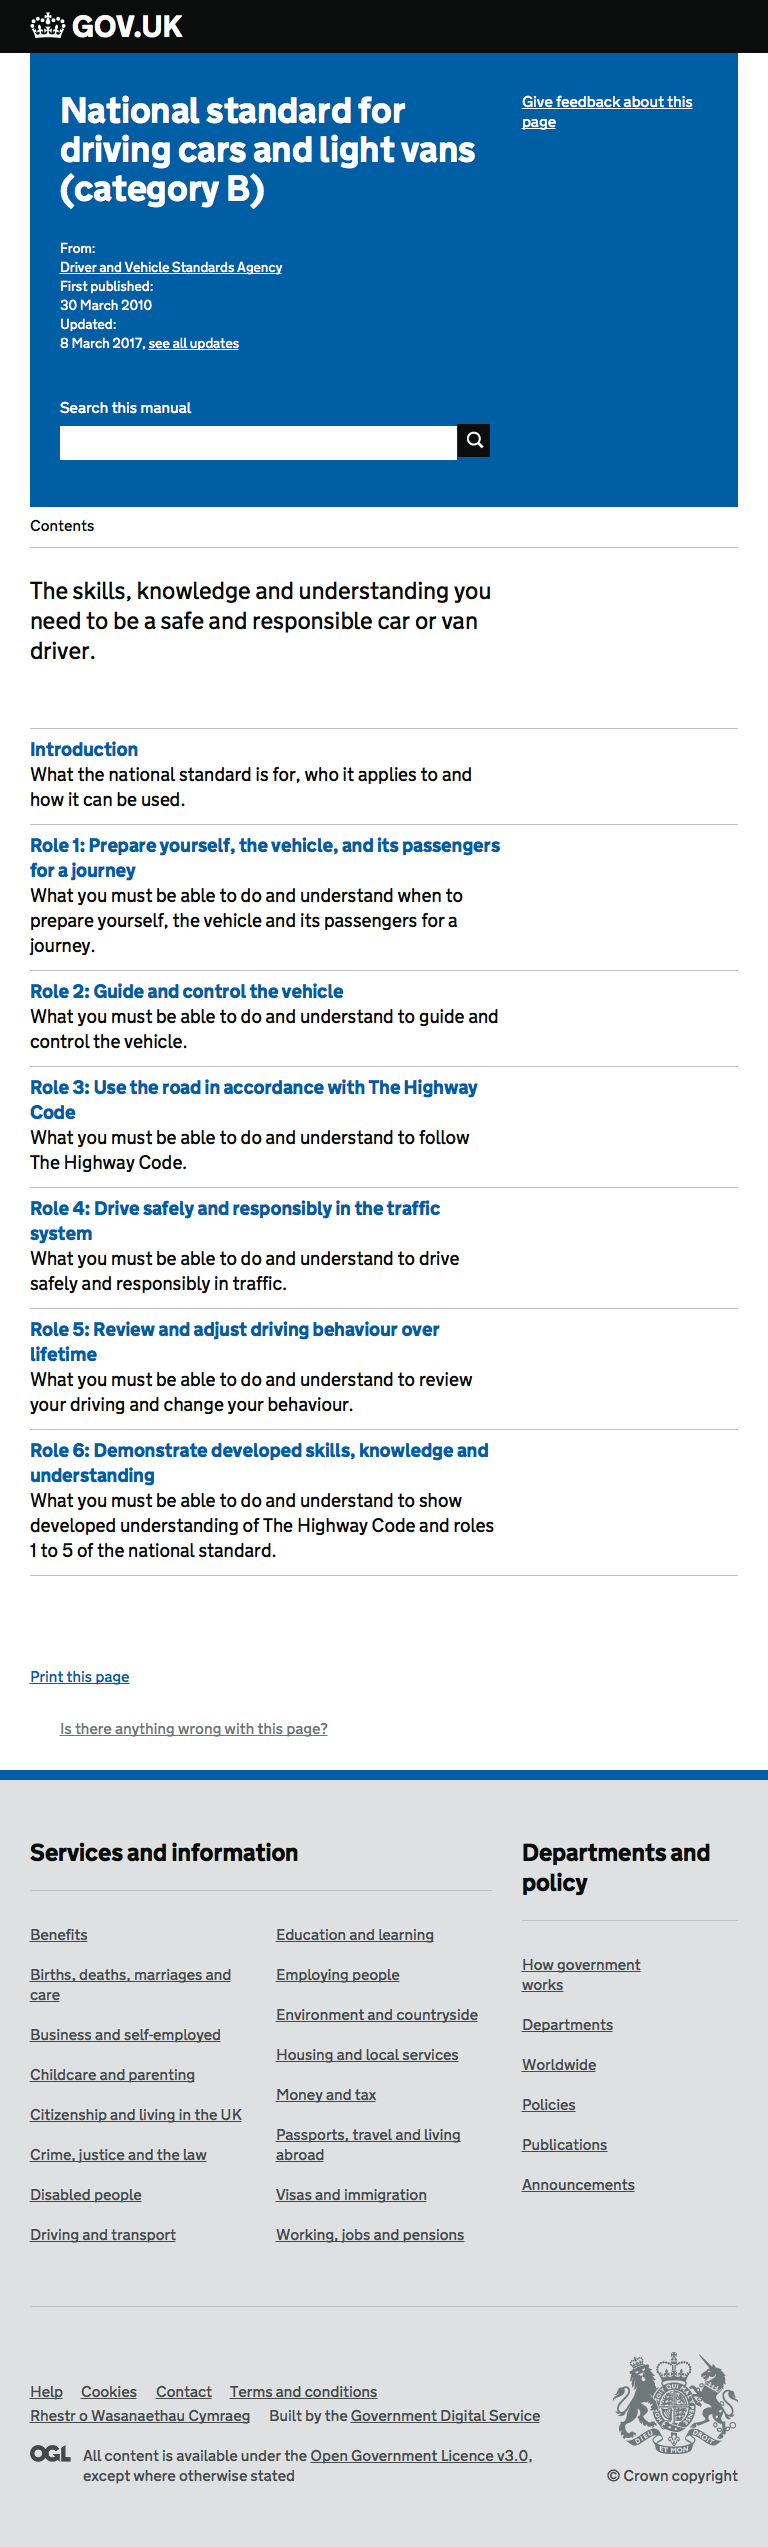 GOV.UK
National standard for
driving cars and light vans
(category B)
Give feedback about this
page
From:
Driver and Vehicle Standards Agency
First published:
30 March 2010
Updated:
8 March 2017, see all updates
Search this manual
Contents
The skills, knowledge and understanding you
need to be a safe and responsible car or van
driver.
Introduction
What the national standard is for, who it applies to and
how it can be used.
Role 1: Prepare yourself, the vehicle, and its passengers
for a journey
What you must be able to do and understand when to
prepare yourself, the vehicle and its passengers for a
journey.
Role 2: Guide and control the vehicle
What you must be able to do and understand to guide and
control the vehicle.
Role 3: Use the road in accordance with The Highway
Code
What you must be able to do and understand to follow
The Highway Code.
Role 4: Drive safely and responsibly in the traffic
system
What you must be able to do and understand to drive
safely and responsibly in traffic.
Role 5: Review and adjust driving behaviour over
lifetime
What you must be able to do and understand to review
your driving and change your behaviour.
Role 6: Demonstrate developed skills, knowledge and
understanding
What you must be able to do and understand to show
developed understanding of The Highway Code and roles
1 to 5 of the national standard.
Print this page
Is there anything wrong with this page?
Services and information
Benefits
Births, deaths, marriages and
care
Business and self-employed
Childcare and parenting
Citizenship and living in the UK
Crime, justice and the law
Disabled people
Driving and transport
Education and learning
Employing people
Environment and countryside
Housing and local services
Money and tax
Passports, travel and living
abroad
Visas and immigration
Working, jobs and pensions
Departments and
policy
How government
works
Departments
Worldwide
Policies
Publications
Announcements
Help Cookies Contact Terms and conditions
Rhestr o Wasanaethau Cymraeg Built by the Government Digital Service
OGL
All content is available under the Open Government Licence v3.0,
except where otherwise stated
DIEU ET MON DROIT
© Crown copyright